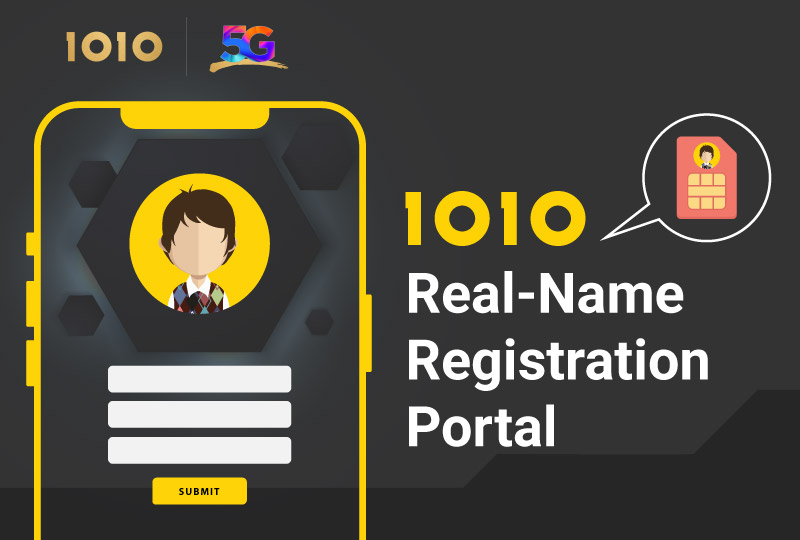 1010
5G
1010
Real-Name
Registration
Portal
SUBMIT